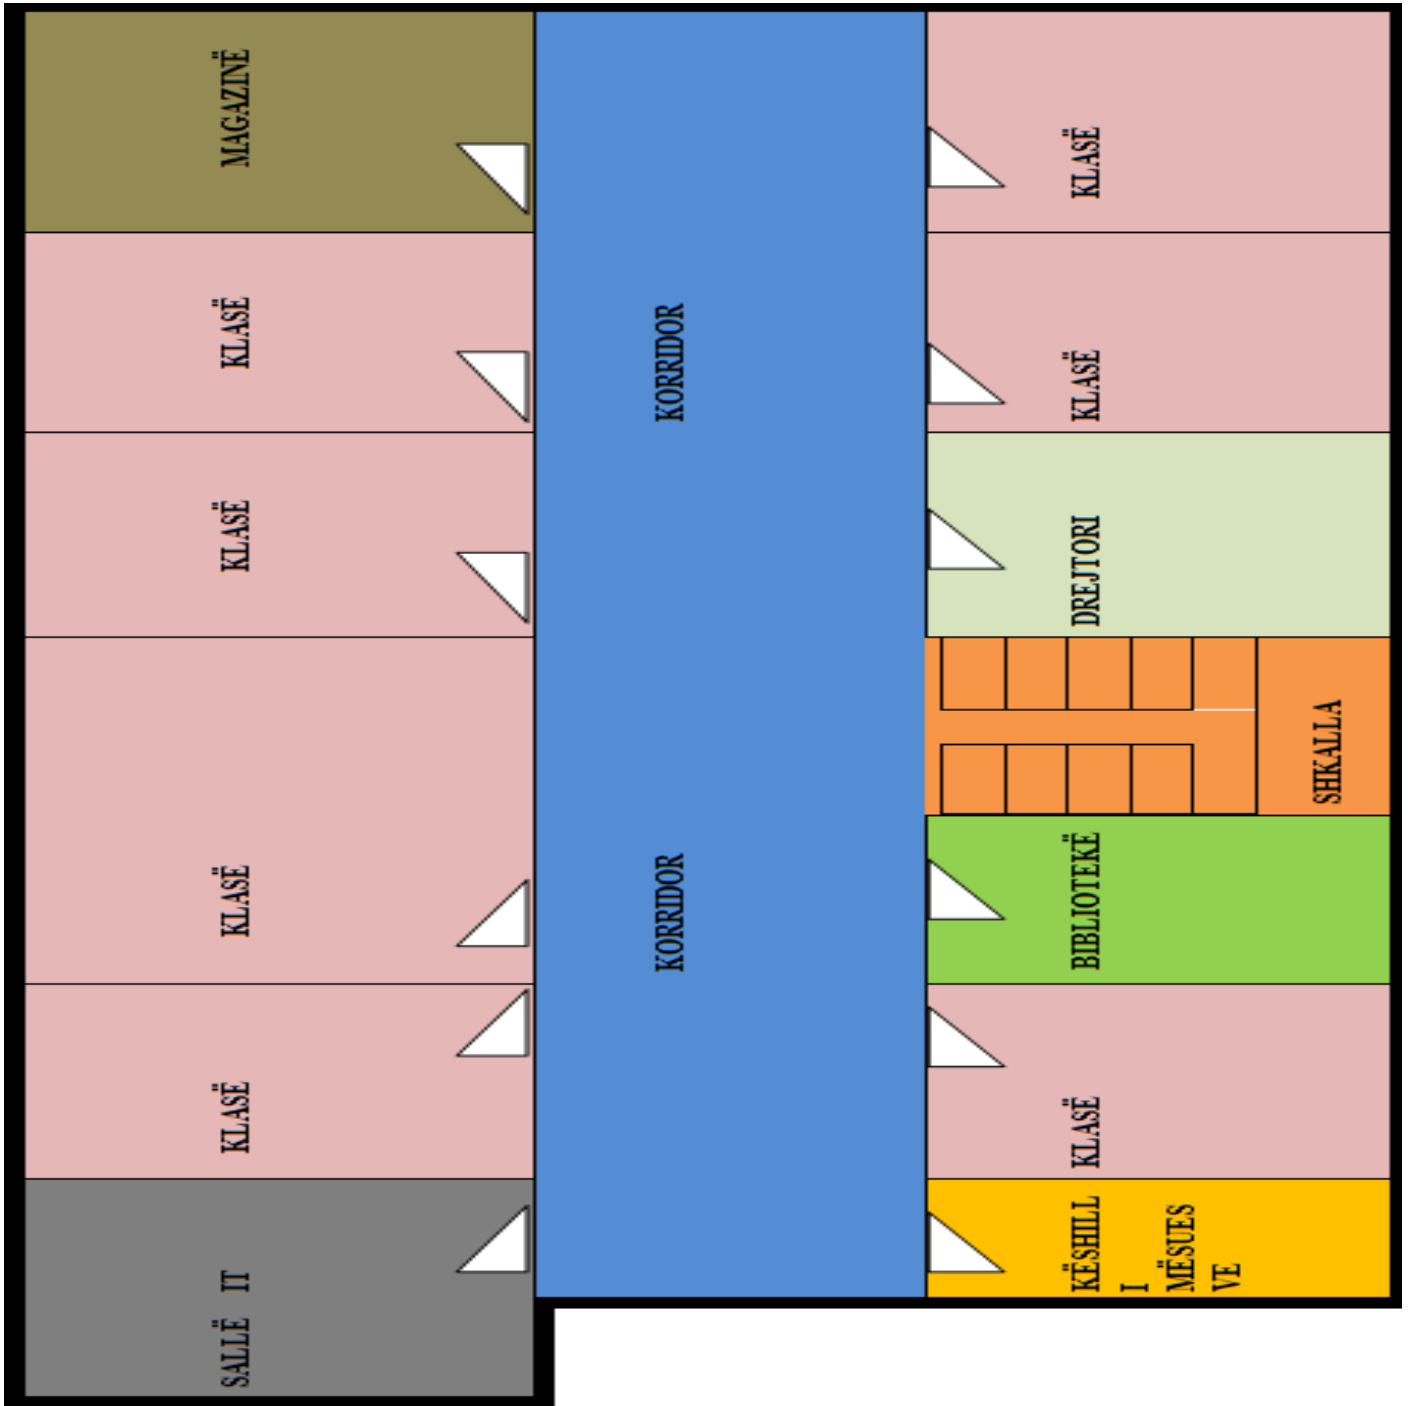 MAGAZINË
KLASË
KLASË
KLASË
KLASË
SALLË IT
KORRIDOR
KORRIDOR
KLASË
KLASË
DREJTORI
SHKALLA
BIBLIOTEKË
KLASË
KËSHILL
I
MËSUES
VE